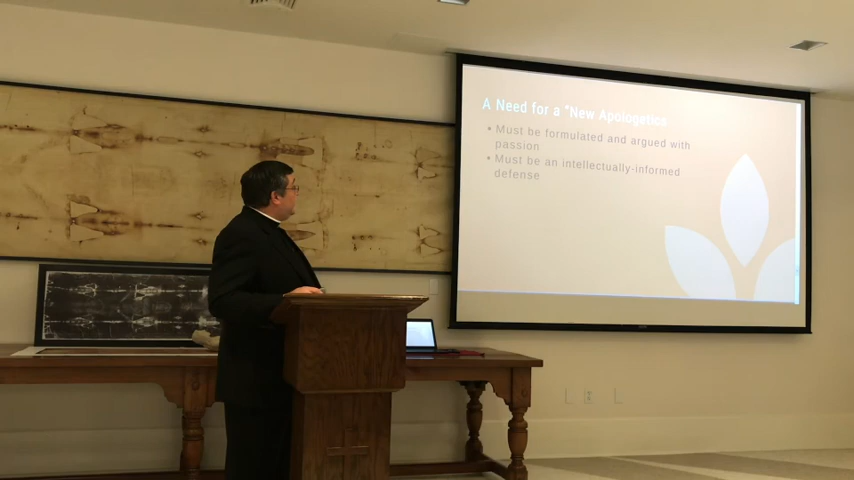 A Need for a "New Apologetics
• Must be formulated and argued with
passion
• Must be an intellectually-informed
defense